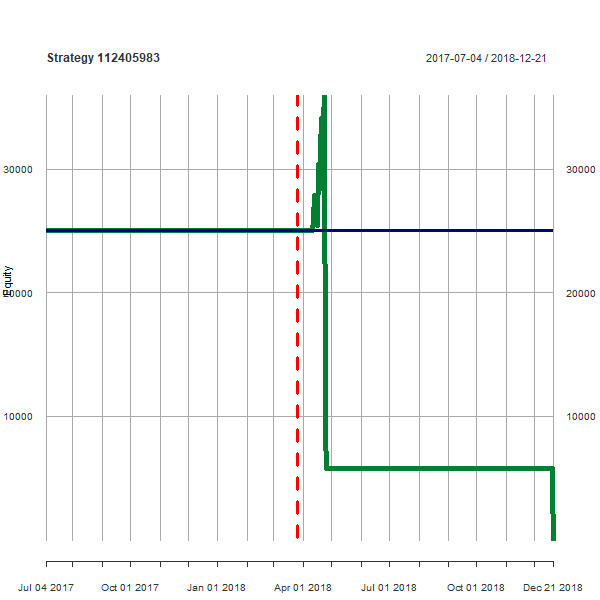 Strategy 112405983 2017-07-04 / 2018-12-21
30000 30000
Equity
20000 20000
10000 10000
Jul 04 2017 Oct 01 2017 Jan 01 2018 Apr 01 2018 Jul 01 2018 Oct 01 2018 Dec 21 2018